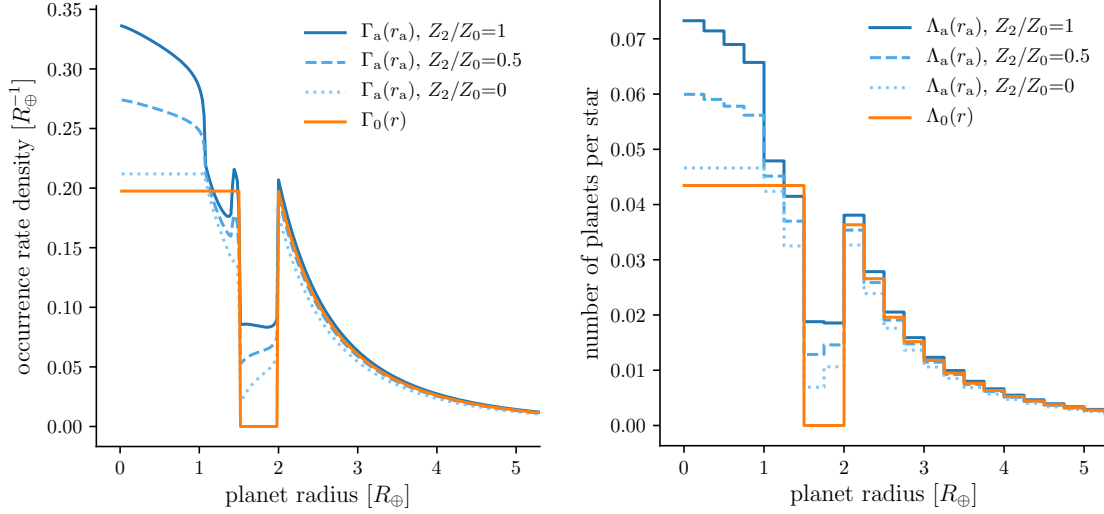 0.35
0.30
0.25
0.20
0.15
0.10
0.05
0.00
occurrence rate density [R⊕⁻¹]
0 1 2 3 4 5
planet radius [R⊕]
Γₐ(rₐ), Z₂/Z₀=1
Γₐ(rₐ), Z₂/Z₀=0.5
Γₐ(rₐ), Z₂/Z₀=0
Γ₀(r)
0.07
0.06
0.05
0.04
0.03
0.02
0.01
0.00
number of planets per star
0 1 2 3 4 5
planet radius [R⊕]
Λₐ(rₐ), Z₂/Z₀=1
Λₐ(rₐ), Z₂/Z₀=0.5
Λₐ(rₐ), Z₂/Z₀=0
Λ₀(r)